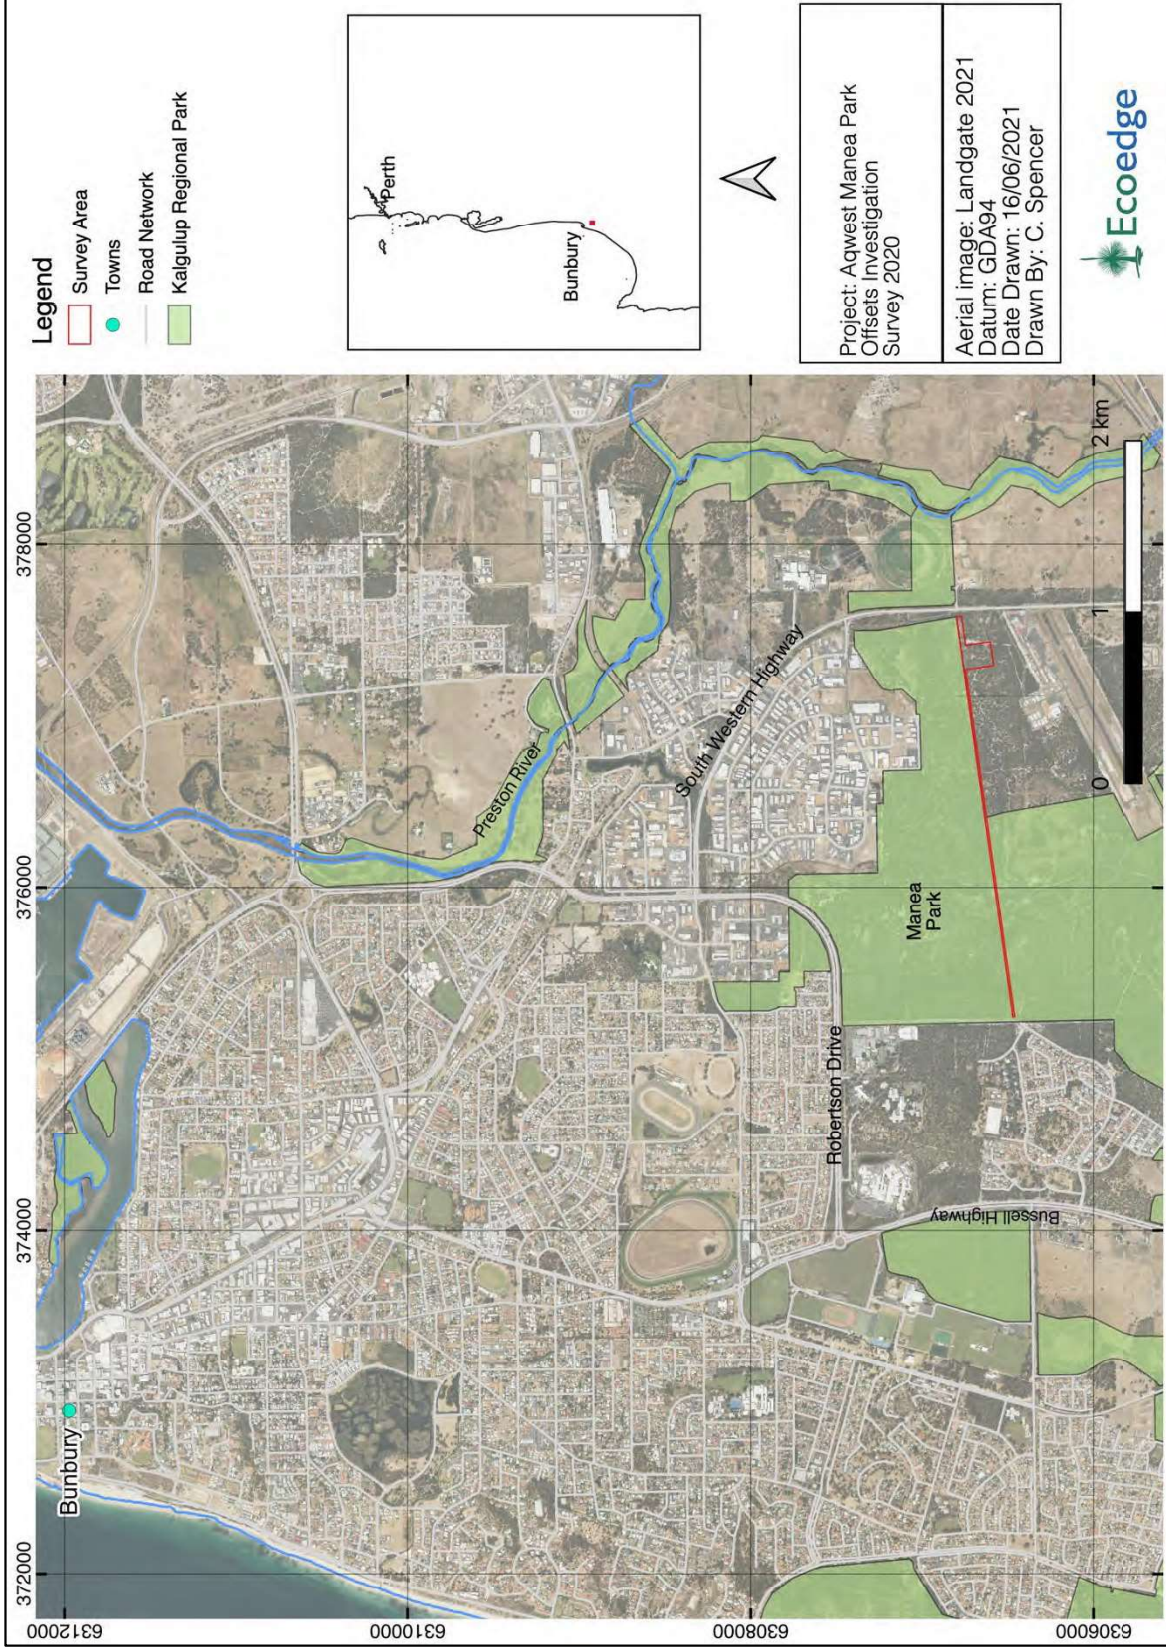 372000
374000
376000
378000
6312000
6310000
6308000
6306000
Bunbury
Preston River
South Western Highway
Robertson Drive
Bussell Highway
Manea
Park
0
1
2 km
Legend
Survey Area
Towns
Road Network
Kalgulup Regional Park
Perth
Bunbury
Project: Aqwest Manea Park
Offsets Investigation
Survey 2020
Aerial image: Landgate 2021
Datum: GDA94
Date Drawn: 16/06/2021
Drawn By: C. Spencer
Ecoedge